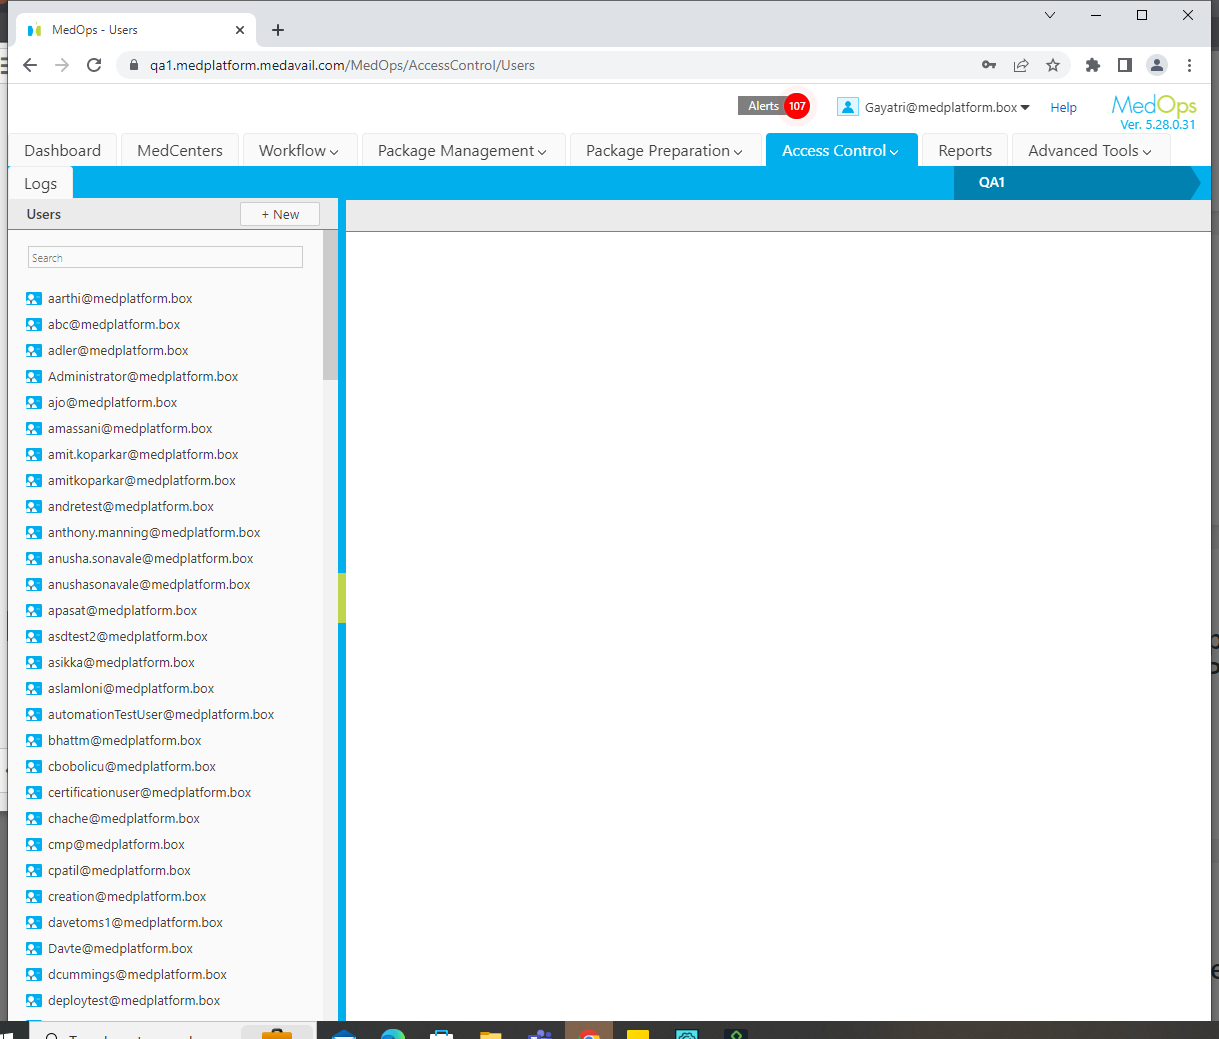 MedOps - Users
qa1.medplatform.medavail.com/MedOps/AccessControl/Users
Alerts 107
Gayatri@medplatform.box
Help
MedOps
Ver. 5.28.0.31
Dashboard
MedCenters
Workflow
Package Management
Package Preparation
Access Control
Reports
Advanced Tools
Logs
QA1
Users
+ New
Search
aarthi@medplatform.box
abc@medplatform.box
adler@medplatform.box
Administrator@medplatform.box
ajo@medplatform.box
amassani@medplatform.box
amit.koparkar@medplatform.box
amitkoparkar@medplatform.box
andretest@medplatform.box
anthony.manning@medplatform.box
anusha.sonavale@medplatform.box
anushasonavale@medplatform.box
apasat@medplatform.box
asdtest2@medplatform.box
asikka@medplatform.box
aslamloni@medplatform.box
automationTestUser@medplatform.box
bhattm@medplatform.box
cbobolicu@medplatform.box
certificationuser@medplatform.box
chache@medplatform.box
cmp@medplatform.box
cpatil@medplatform.box
creation@medplatform.box
davetoms1@medplatform.box
Davte@medplatform.box
dcummings@medplatform.box
deploytest@medplatform.box